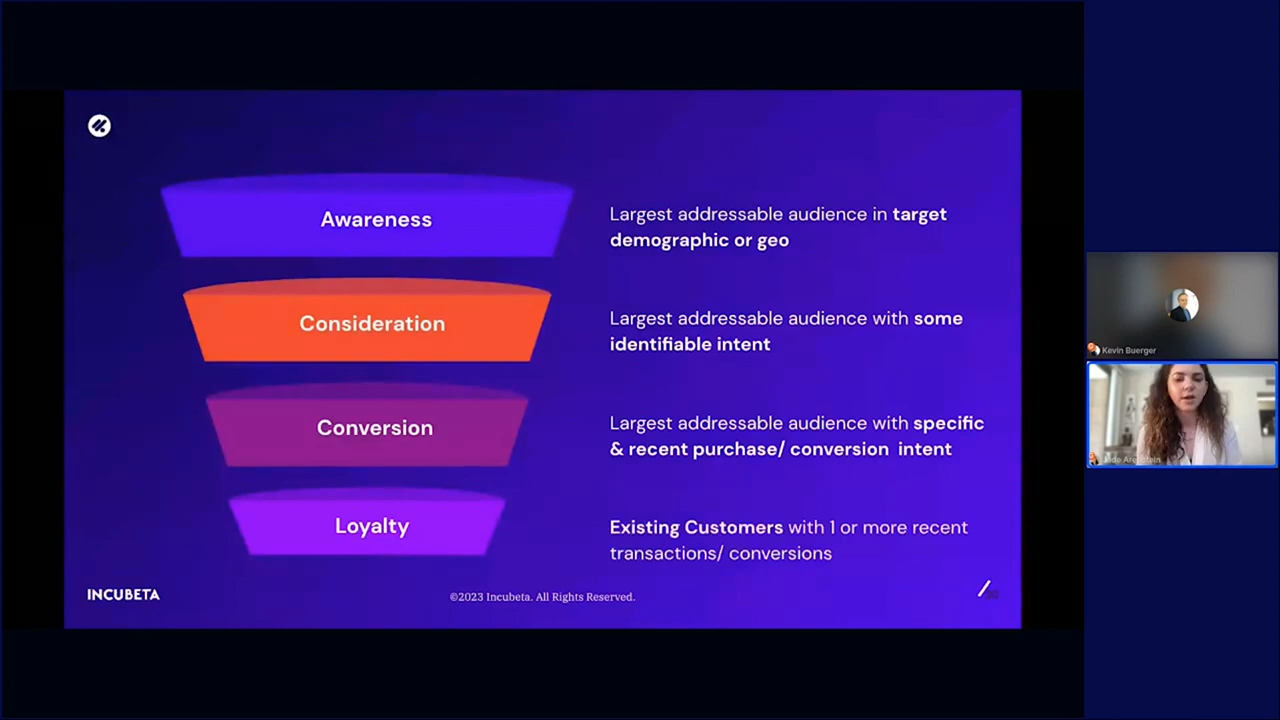 Awareness
Largest addressable audience in target
demographic or geo
Consideration
Largest addressable audience with some
identifiable intent
Conversion
Largest addressable audience with specific
& recent purchase/ conversion intent
Loyalty
Existing Customers with 1 or more recent
transactions/ conversions
INCUBETA
©2023 Incubeta. All Rights Reserved.
Kevin Buerger